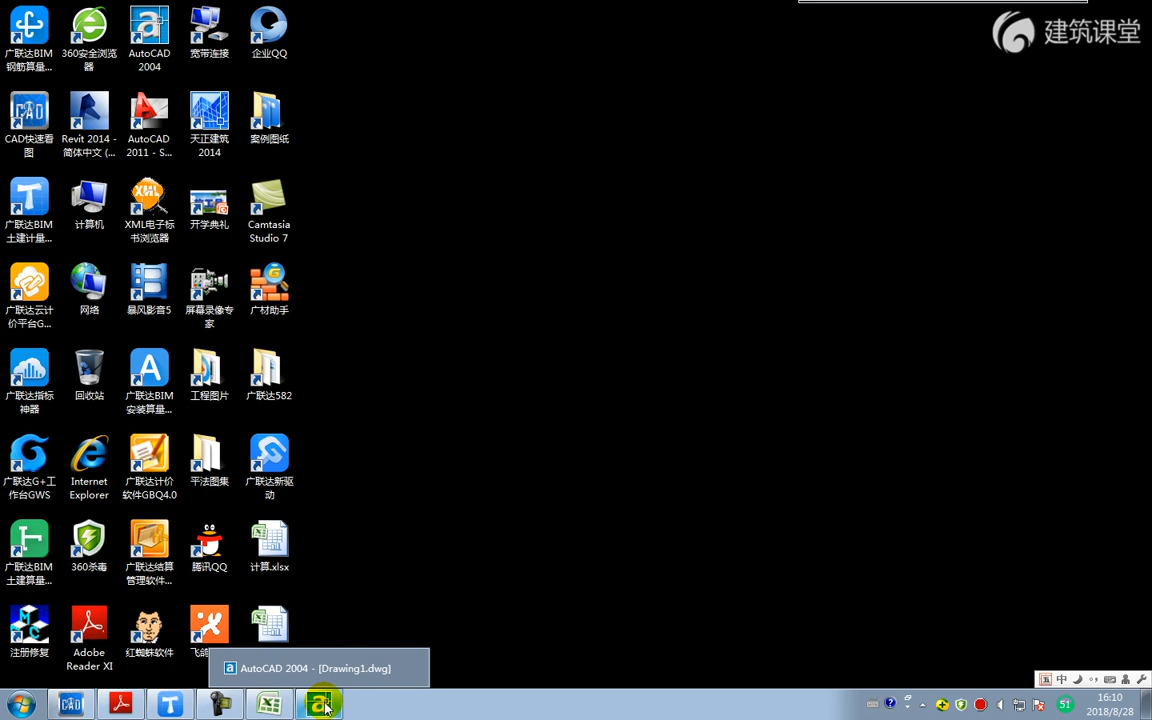 建筑课堂
广联达BIM
钢筋算量...
360安全浏览
器
AutoCAD
2004
宽带连接
企业QQ
CAD快速看
图
Revit 2014 -
简体中文 (...
AutoCAD
2011 - S...
天正建筑
2014
案例图纸
广联达BIM
土建计量...
计算机
XML电子标
书浏览器
开学典礼
Camtasia
Studio 7
广联达云计
价平台G...
网络
暴风影音5
屏幕录像专
家
广材助手
广联达指标
神器
回收站
广联达BIM
安装算量...
工程图片
广联达582
广联达G+工
作台GWS
Internet
Explorer
广联达计价
软件GBQ4.0
平法图集
广联达新驱
动
广联达BIM
土建算量...
360杀毒
广联达结算
管理软件...
腾讯QQ
计算.xlsx
注册修复
Adobe
Reader XI
红蜘蛛软件
AutoCAD 2004 - [Drawing1.dwg]
中
51
16:10
2018/8/28